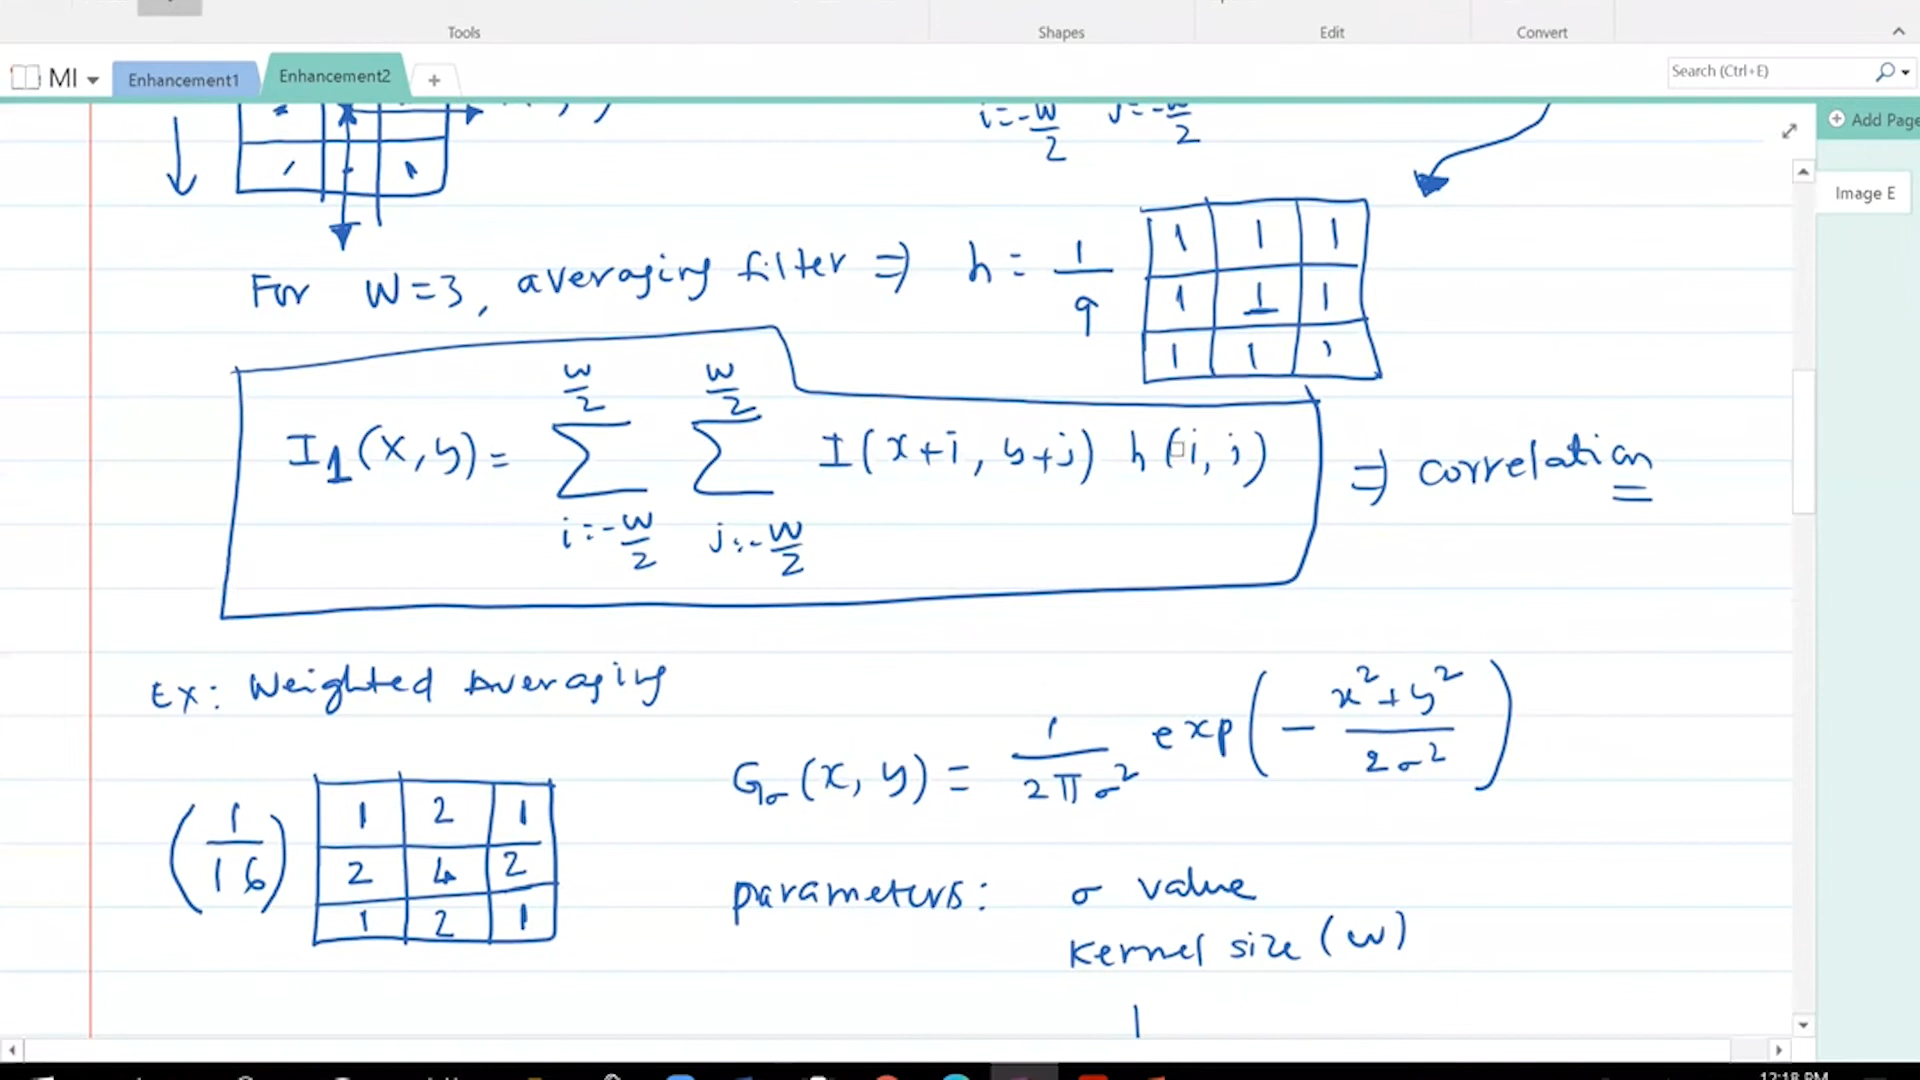 Tools Shapes Edit Convert
MI Enhancement1 Enhancement2 + Search (Ctrl+E)
Add Page
Image E
i=-w/2 j=-w/2
For W=3, averaging filter ⇒ h = 1/9
1 1 1
1 1 1
1 1 1
I1(x,y) = Σ_{i=-w/2}^{w/2} Σ_{j=-w/2}^{w/2} I(x+i, y+j) h(i, j) ⇒ correlation
Ex: Weighted Averaging
Gσ(x, y) = 1/(2πσ²) exp(- (x²+y²)/(2σ²))
(1/16)
1 2 1
2 4 2
1 2 1
parameters: σ value
Kernel size (w)
12:18 PM